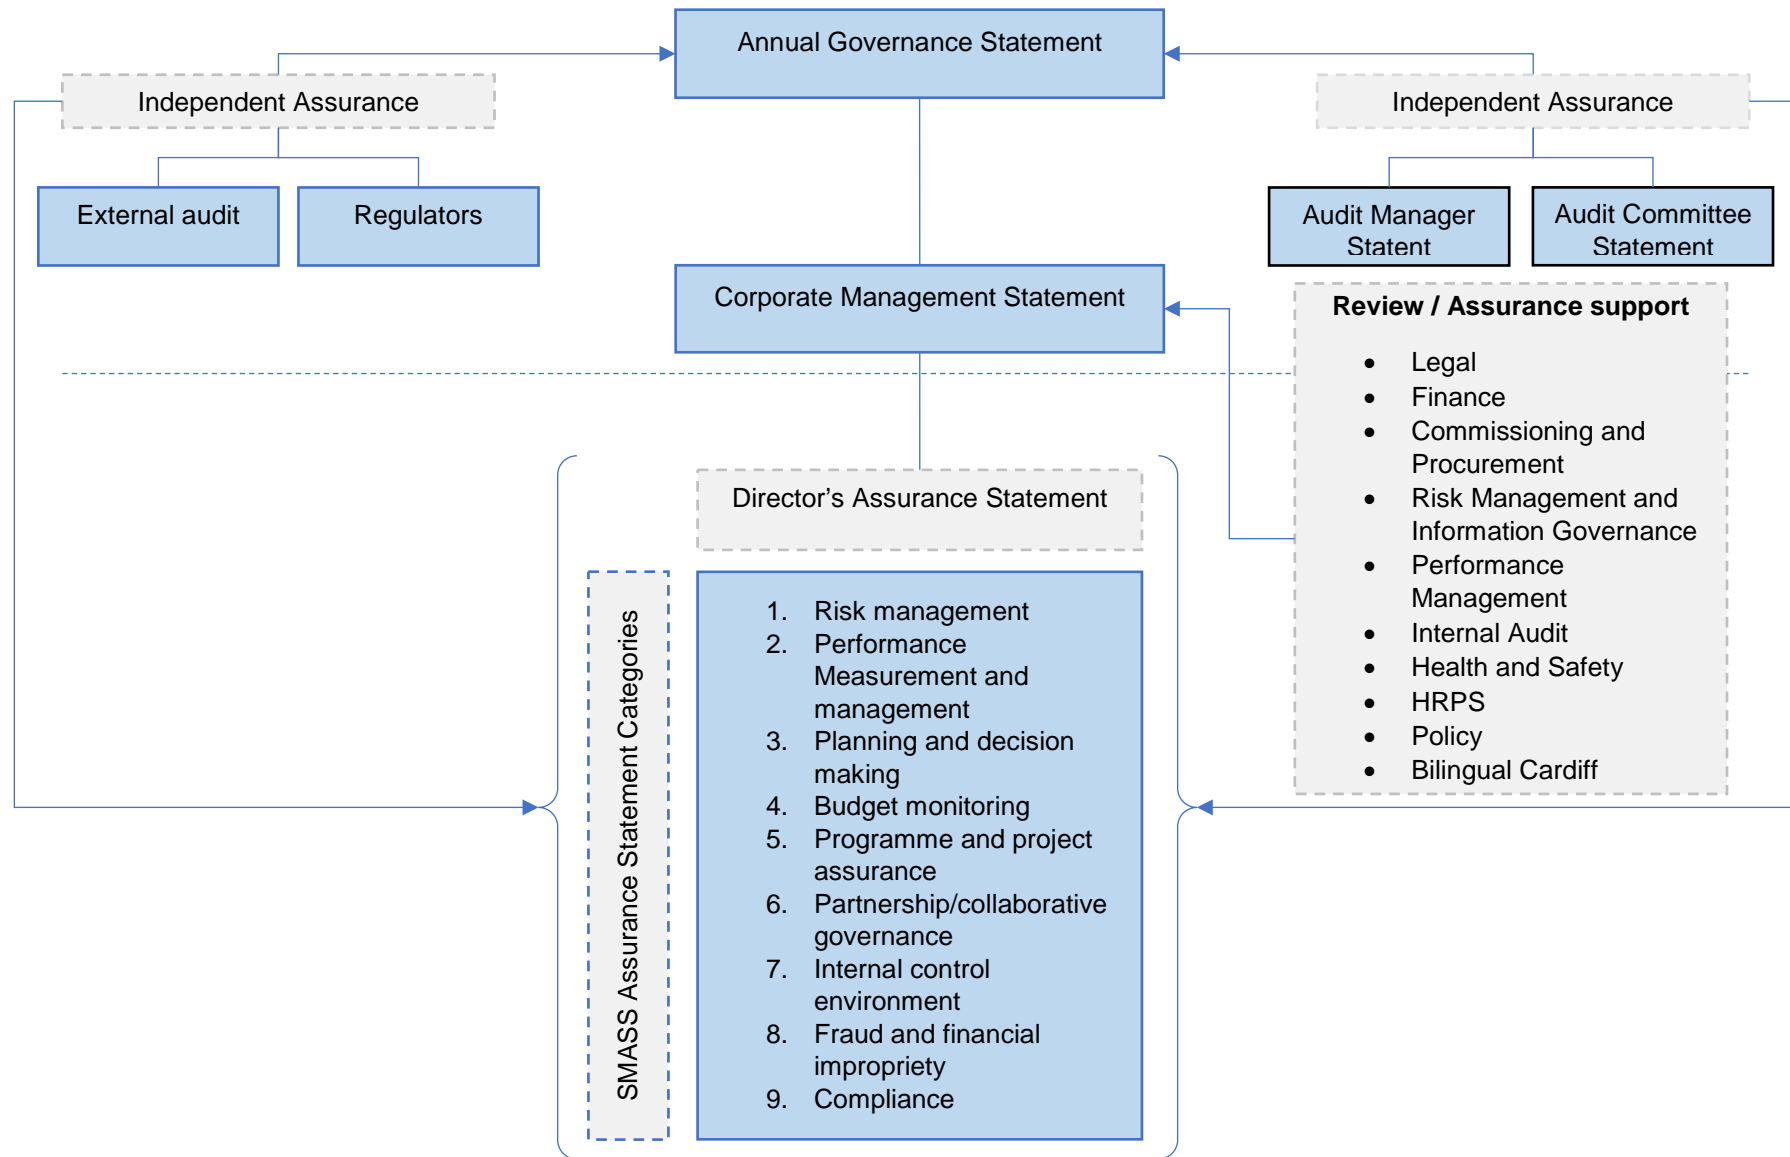 Annual Governance Statement
Independent Assurance
Independent Assurance
External audit
Regulators
Audit Manager
Statent
Audit Committee
Statement
Corporate Management Statement
Review / Assurance support
• Legal
• Finance
• Commissioning and
Procurement
• Risk Management and
Information Governance
• Performance
Management
• Internal Audit
• Health and Safety
• HRPS
• Policy
• Bilingual Cardiff
Director’s Assurance Statement
SMASS Assurance Statement Categories
1. Risk management
2. Performance
Measurement and
management
3. Planning and decision
making
4. Budget monitoring
5. Programme and project
assurance
6. Partnership/collaborative
governance
7. Internal control
environment
8. Fraud and financial
impropriety
9. Compliance